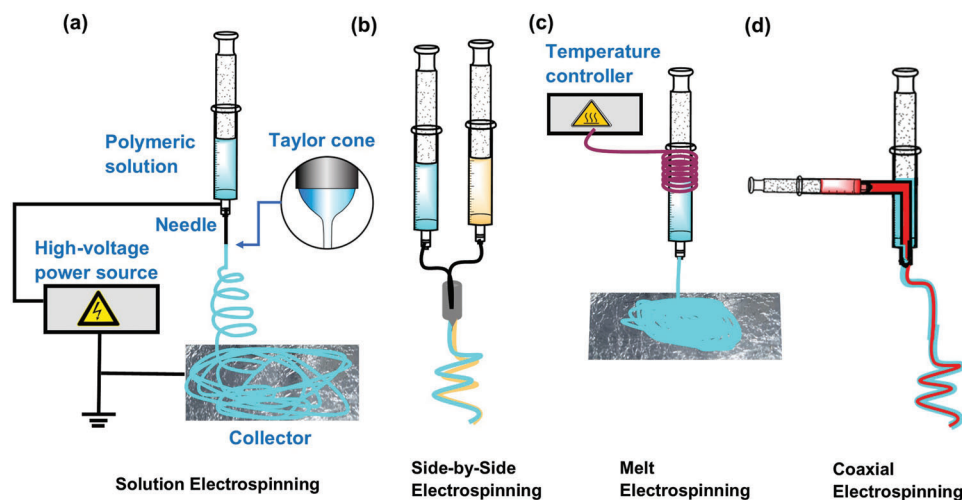 (a)
(b)
(c)
(d)
Temperature
controller
Polymeric
solution
Taylor cone
Needle
High-voltage
power source
Collector
Solution Electrospinning
Side-by-Side
Electrospinning
Melt
Electrospinning
Coaxial
Electrospinning